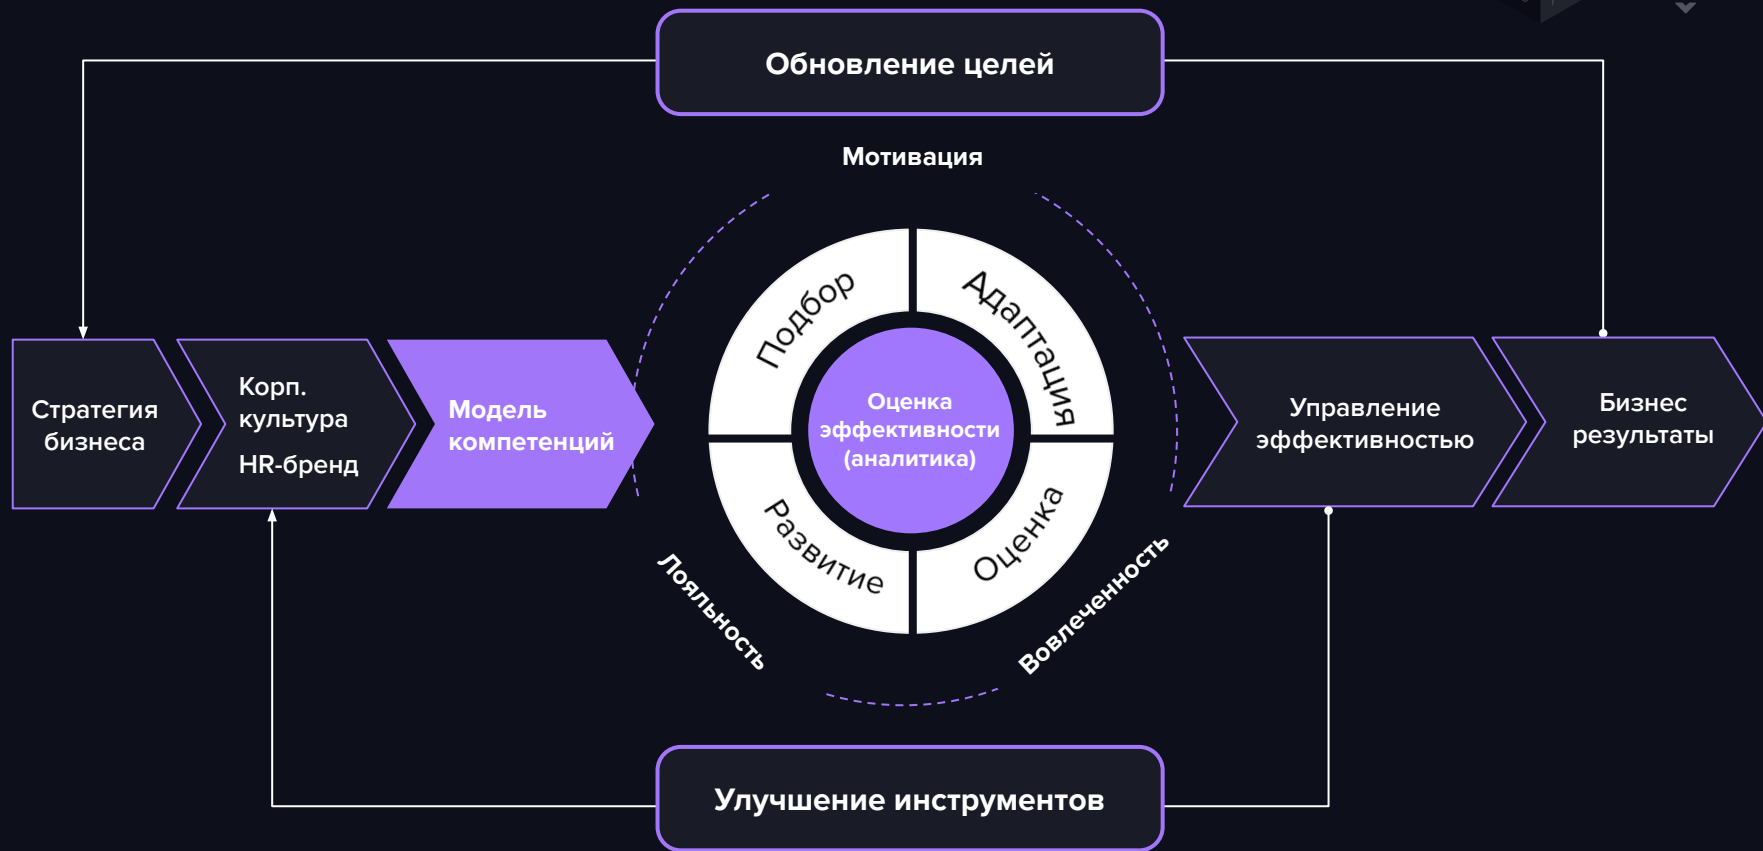 Обновление целей
Мотивация
Подбор
Адаптация
Стратегия
бизнеса
Корп.
культура
HR-бренд
Модель
компетенций
Оценка
эффективности
(аналитика)
Управление
эффективностью
Бизнес
результаты
Развитие
Оценка
Лояльность
Вовлеченность
Улучшение инструментов